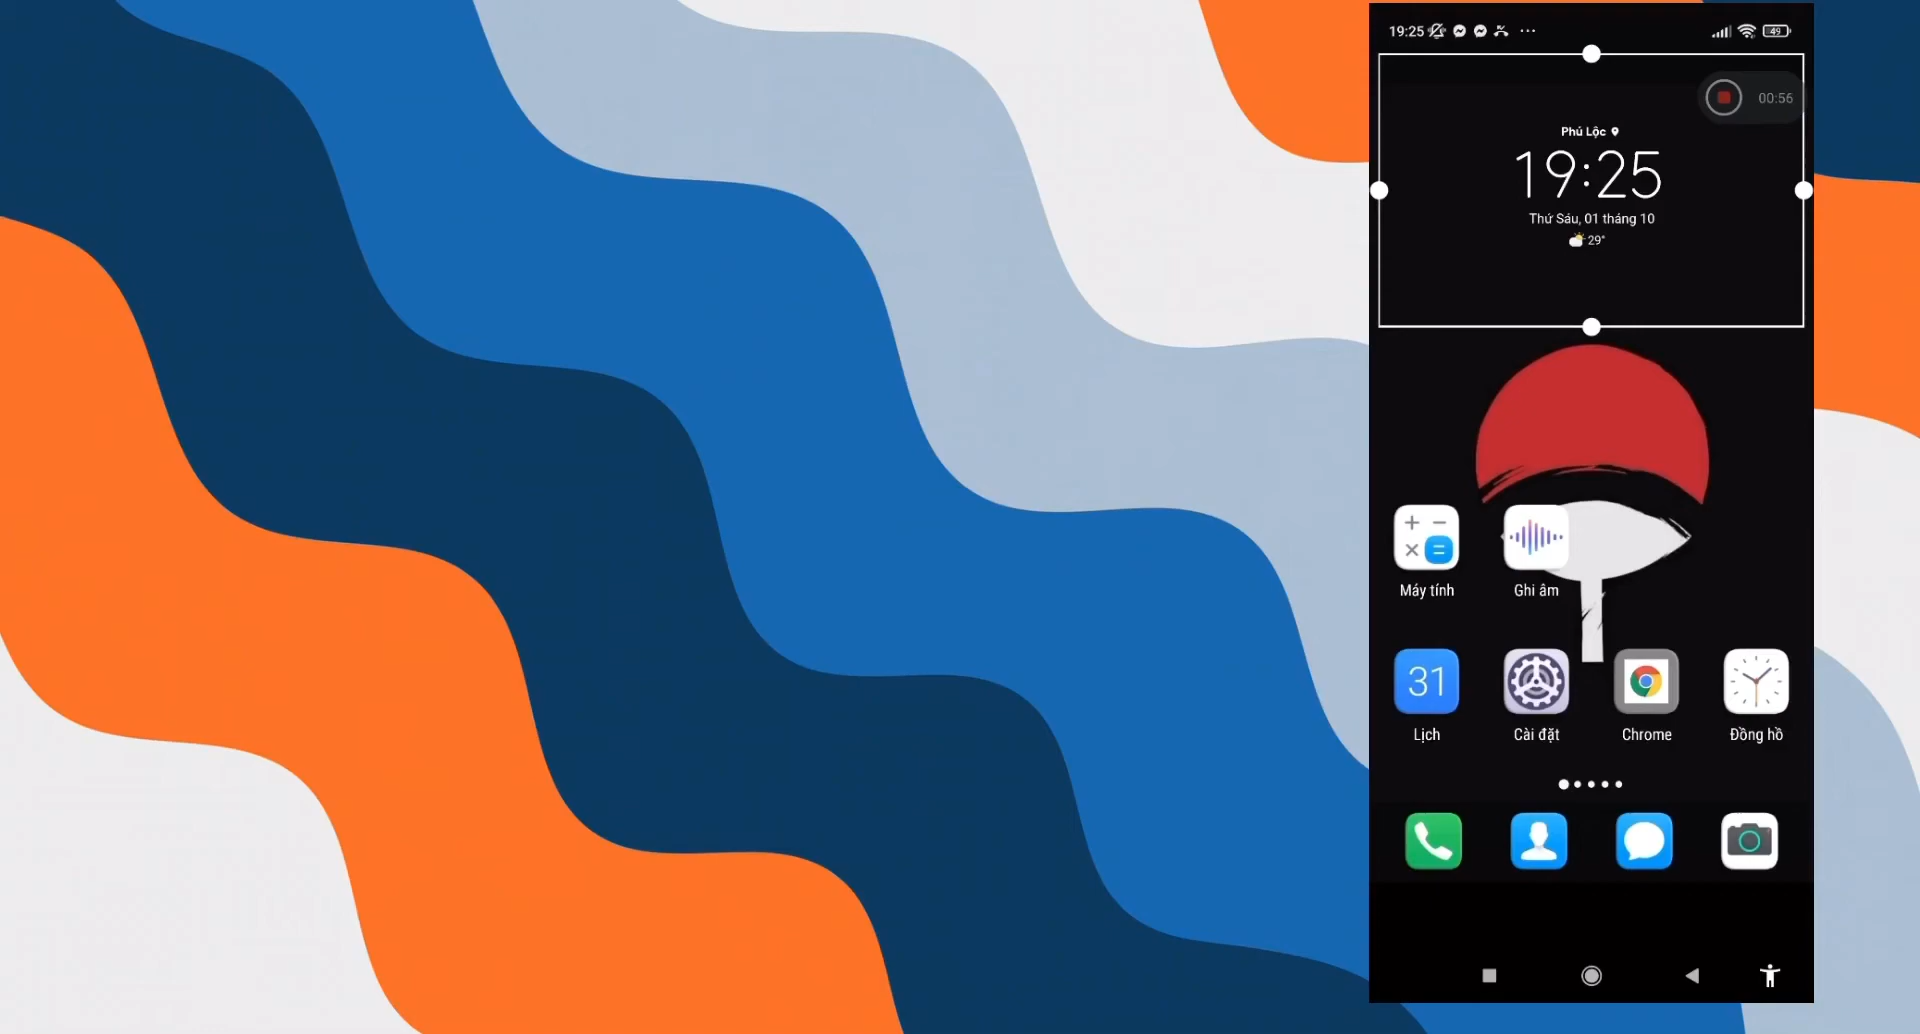 19:25
49
00:56
Phú Lộc
19:25
Thứ Sáu, 01 tháng 10
29°
Máy tính
Ghi âm
31
Lịch
Cài đặt
Chrome
Đồng hồ